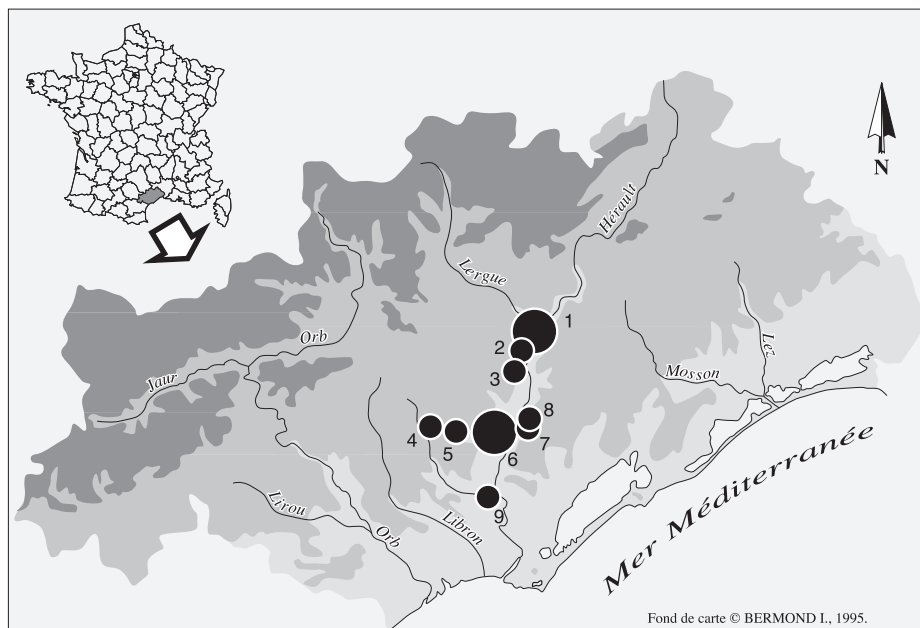 N
Hérault
Lergue
1
2
3
Orb
Jaur
Lez
Mosson
8
4
5
6
7
9
Lirou
Orb
Libron
Mer Méditerranée
Fond de carte © BERMOND I., 1995.